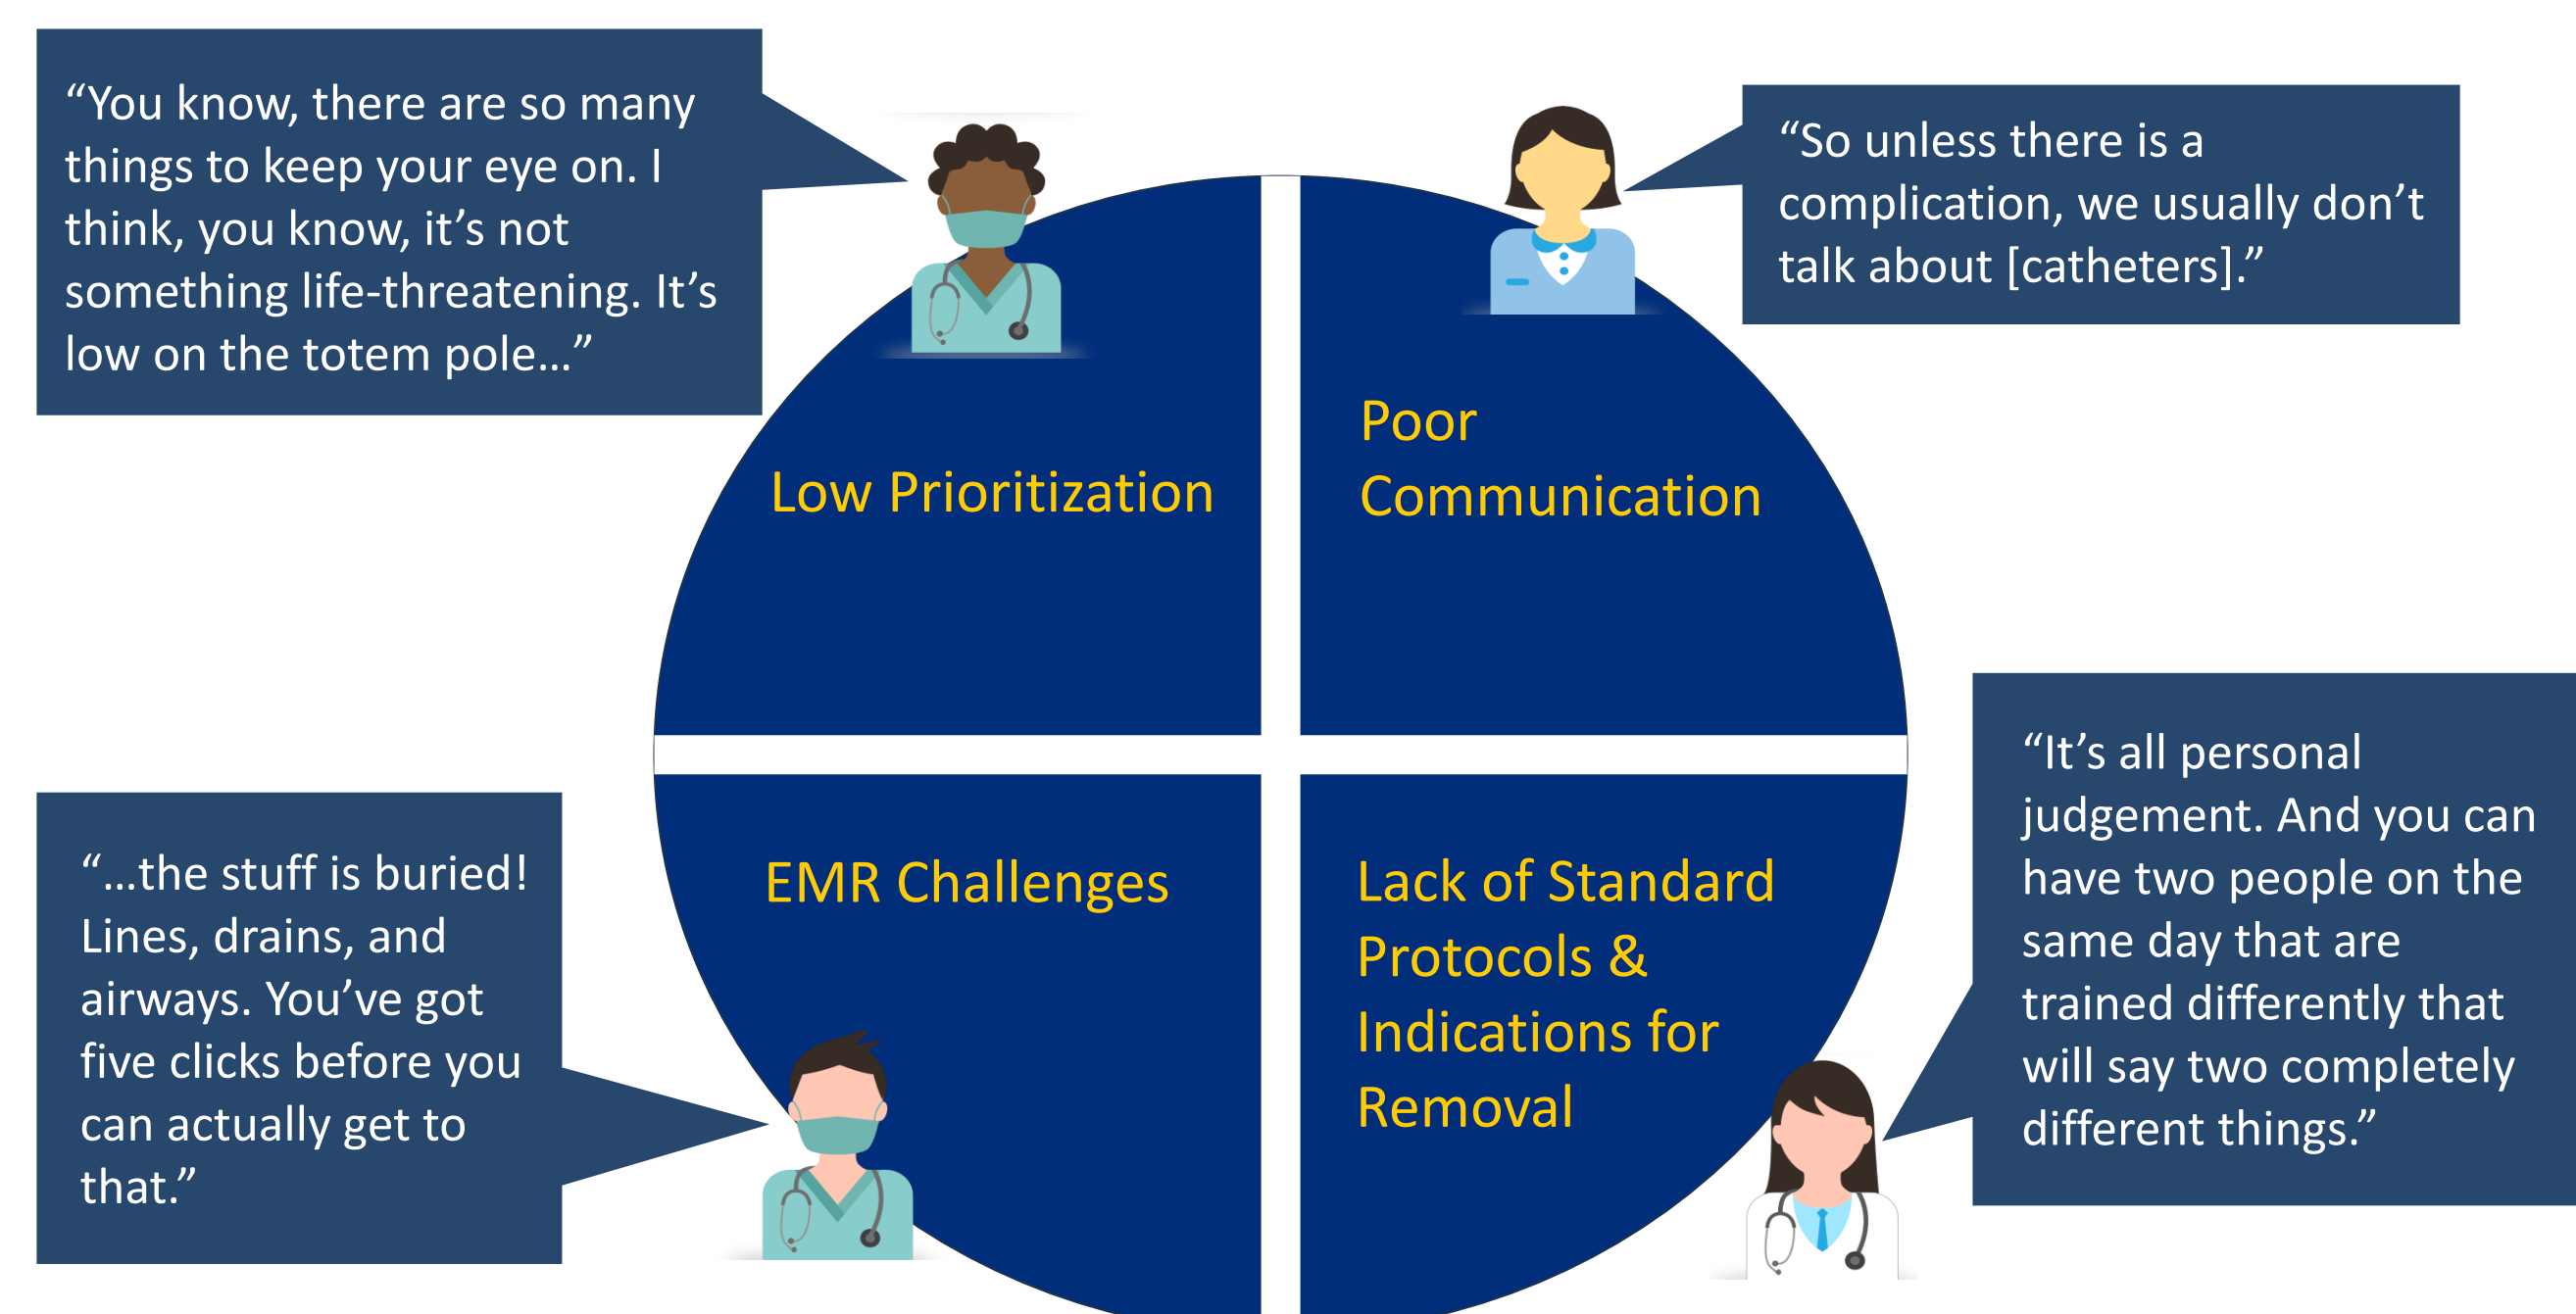 “You know, there are so many
things to keep your eye on. I
think, you know, it’s not
something life-threatening. It’s
low on the totem pole…”
“So unless there is a
complication, we usually don’t
talk about [catheters].”
Low Prioritization
Poor
Communication
“…the stuff is buried!
Lines, drains, and
airways. You’ve got
five clicks before you
can actually get to
that.”
EMR Challenges
Lack of Standard
Protocols &
Indications for
Removal
“It’s all personal
judgement. And you can
have two people on the
same day that are
trained differently that
will say two completely
different things.”